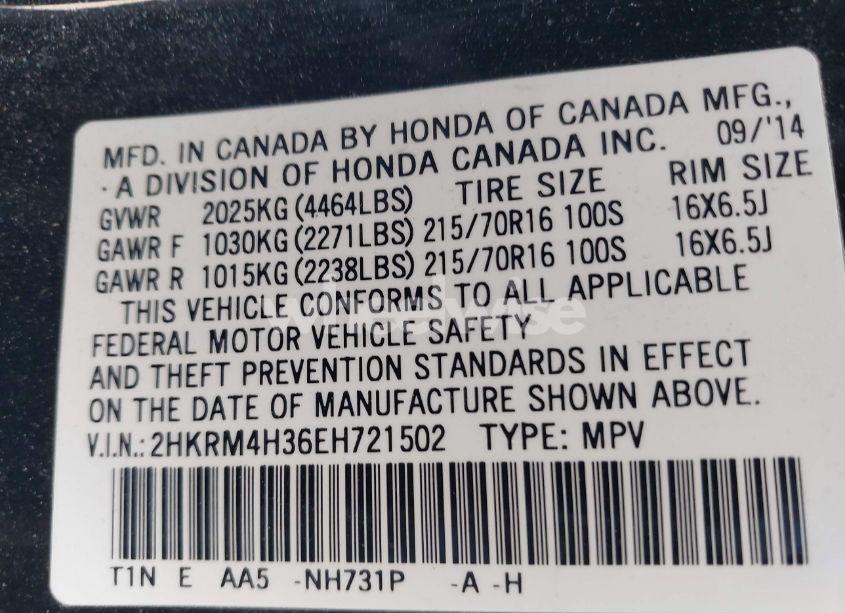 MFD. IN CANADA BY HONDA OF CANADA MFG.,
. A DIVISION OF HONDA CANADA INC. 09/'14
GVWR 2025KG (4464LBS) TIRE SIZE RIM SIZE
GAWR F 1030KG (2271LBS) 215/70R16 100S 16X6.5J
GAWR R 1015KG (2238LBS) 215/70R16 100S 16X6.5J
THIS VEHICLE CONFORMS TO ALL APPLICABLE
FEDERAL MOTOR VEHICLE SAFETY
AND THEFT PREVENTION STANDARDS IN EFFECT
ON THE DATE OF MANUFACTURE SHOWN ABOVE.
V.I.N.: 2HKRM4H36EH721502 TYPE: MPV
T1N E AA5 -NH731P -A -H